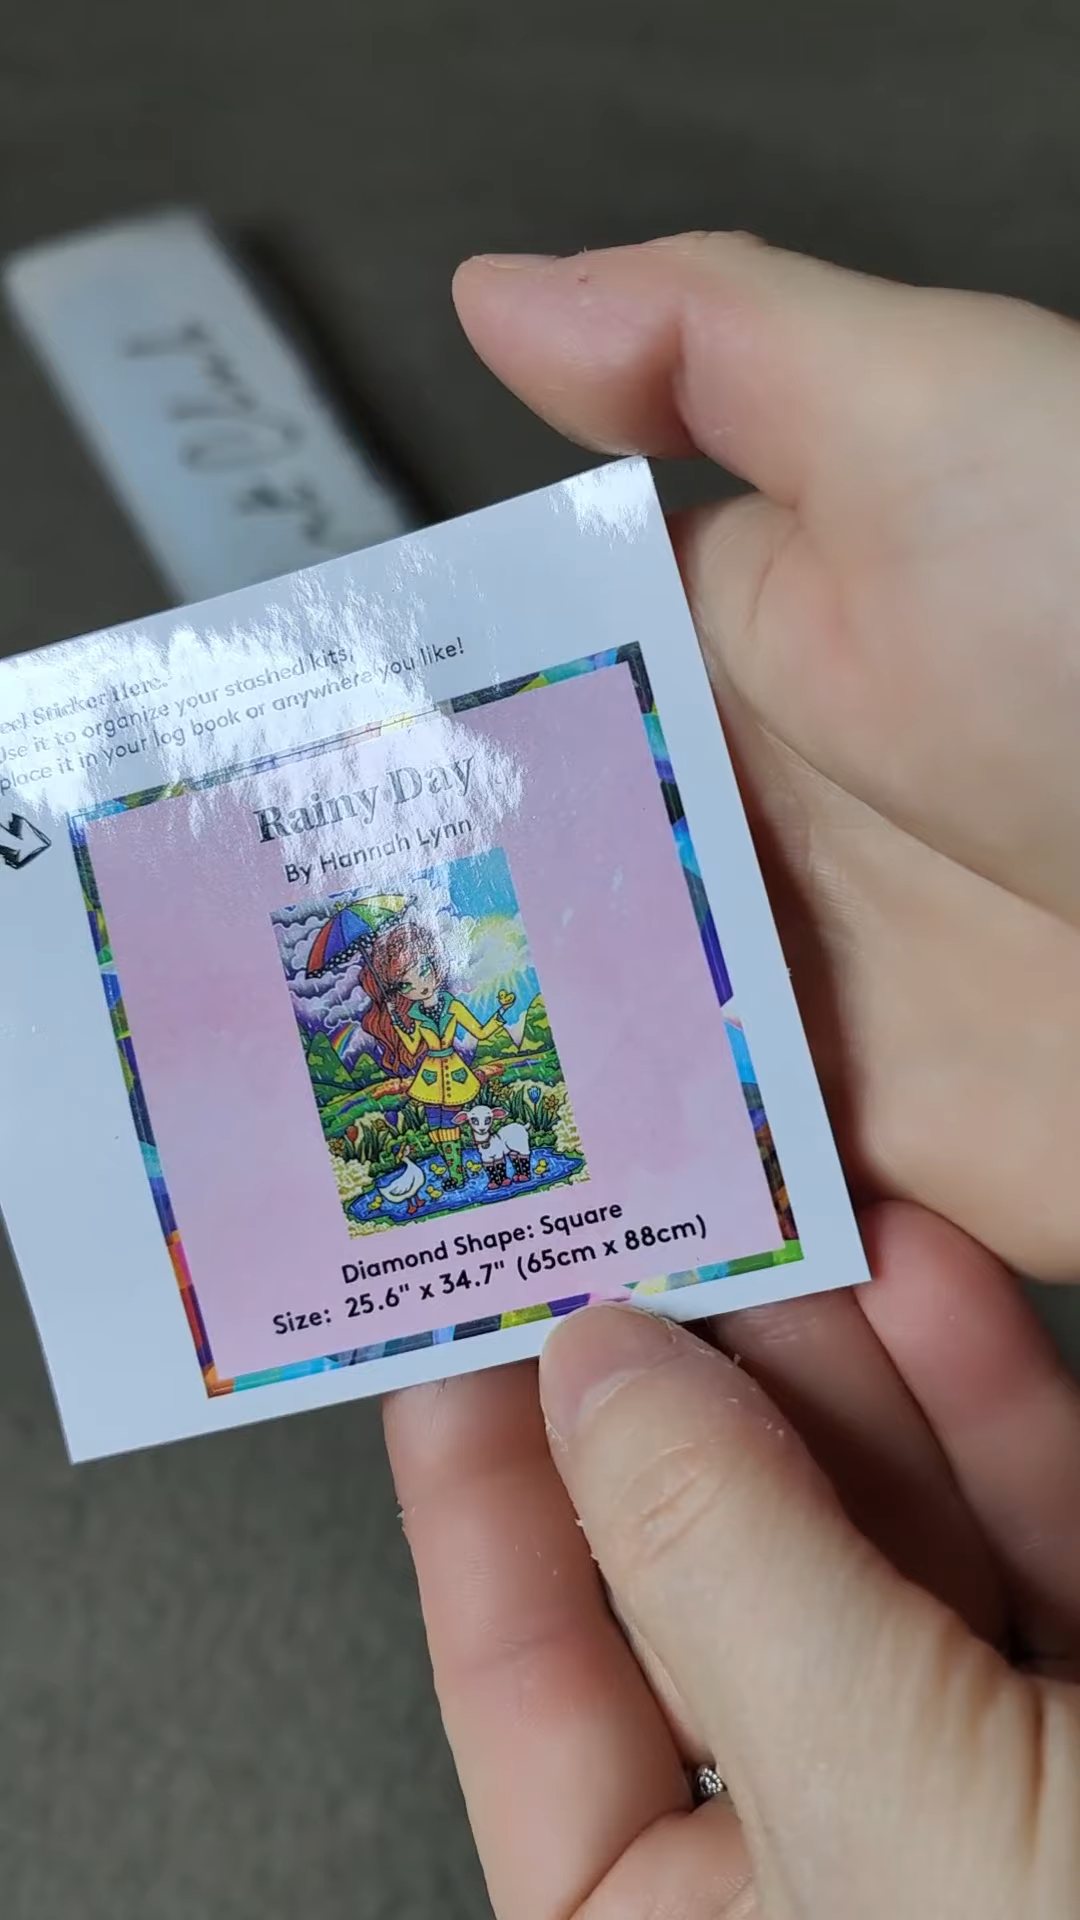 Sticker Here.
Use it to organize your stashed kits,
place it in your log book or anywhere you like!
Rainy Day
By Hannah Lynn
Diamond Shape: Square
Size: 25.6" x 34.7" (65cm x 88cm)